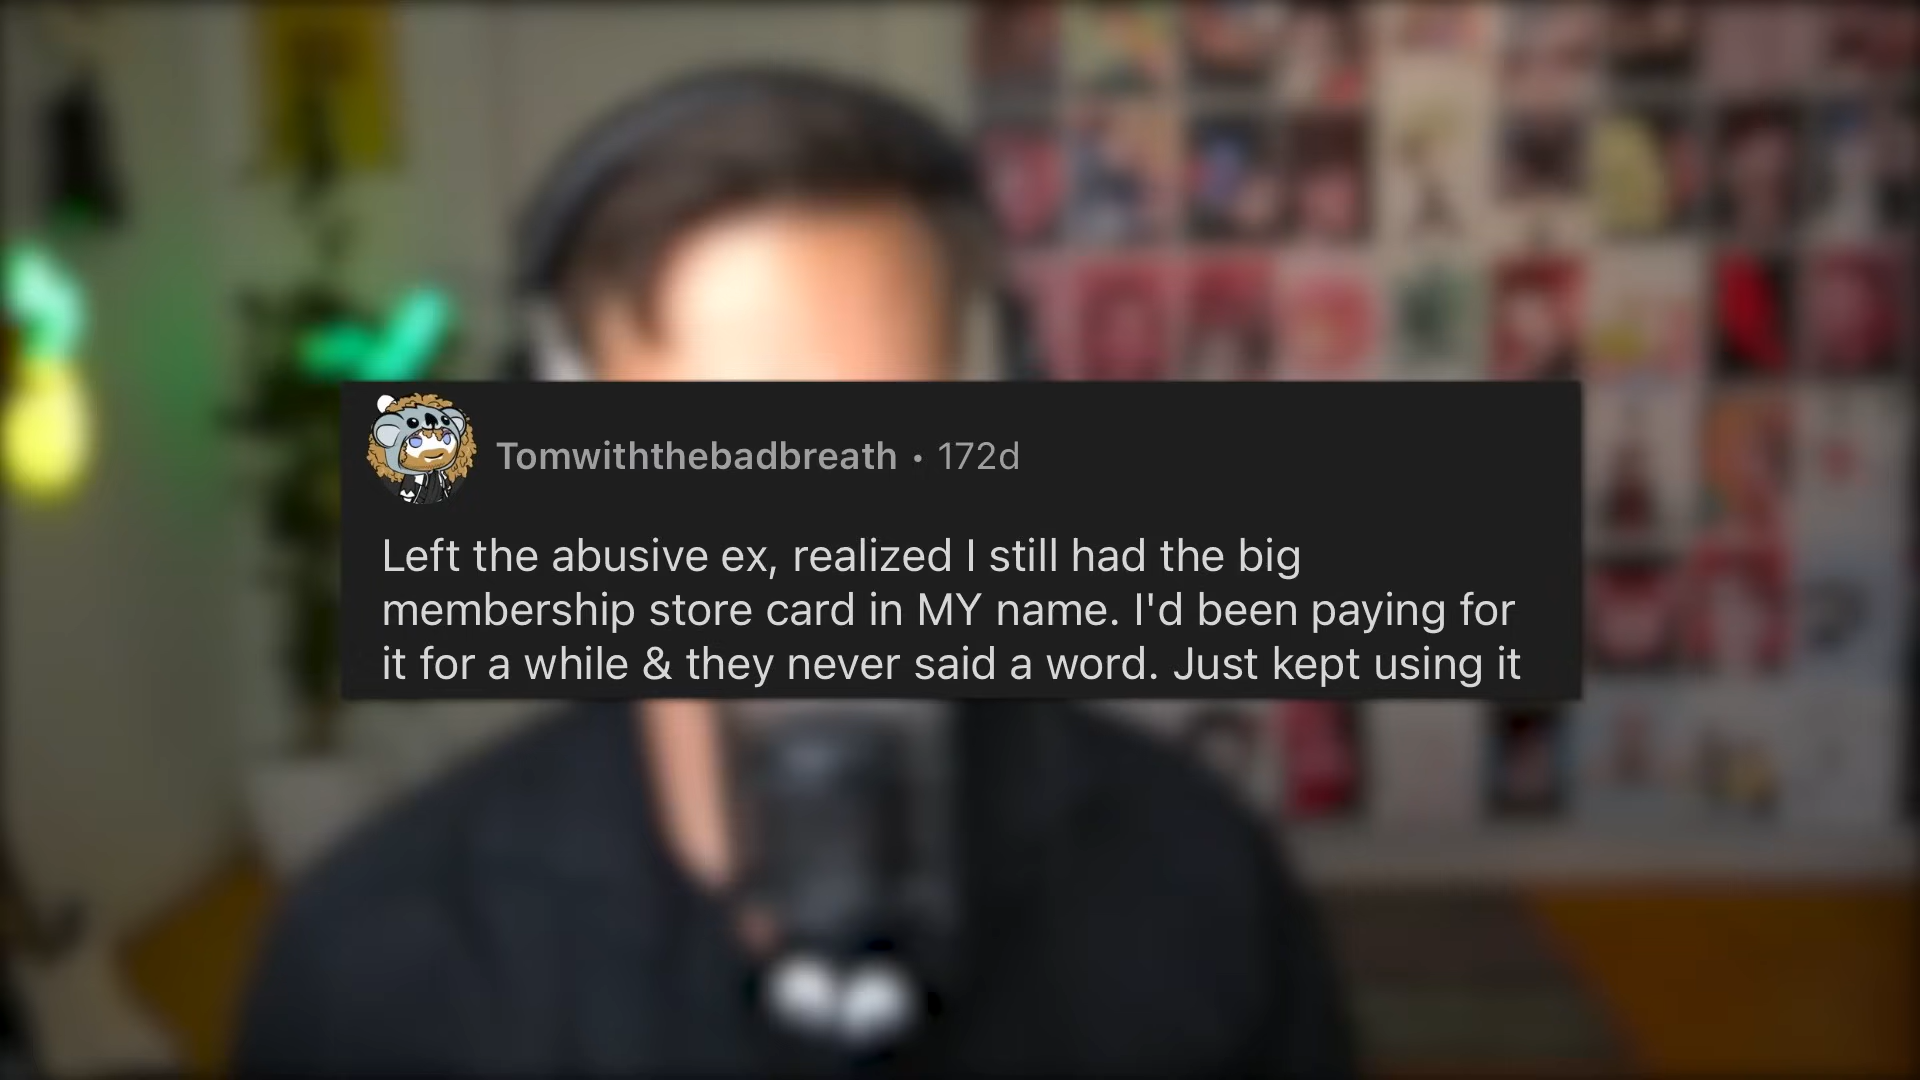 Tomwiththebadbreath • 172d
Left the abusive ex, realized I still had the big
membership store card in MY name. I'd been paying for
it for a while & they never said a word. Just kept using it